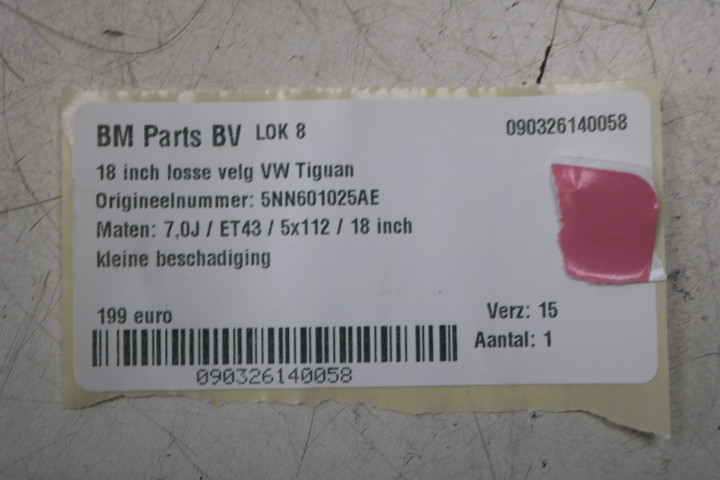 BM Parts BV LOK 8
090326140058
18 inch losse velg VW Tiguan
Origineelnummer: 5NN601025AE
Maten: 7,0J / ET43 / 5x112 / 18 inch
kleine beschadiging
199 euro
Verz: 15
Aantal: 1
090326140058